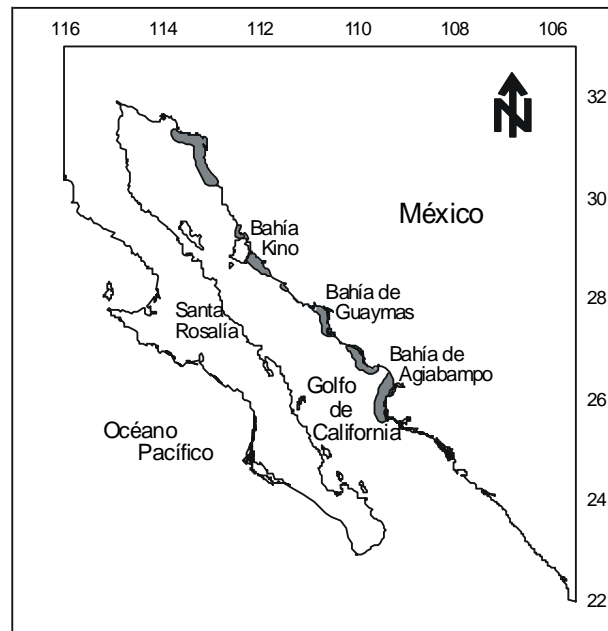 116 114 112 110 108 106
32
N
30
México
Bahía
Kino
28
Bahía de
Guaymas
Santa
Rosalía
Bahía de
Agiabampo
26
Golfo
de
California
Océano
Pacífico
24
22